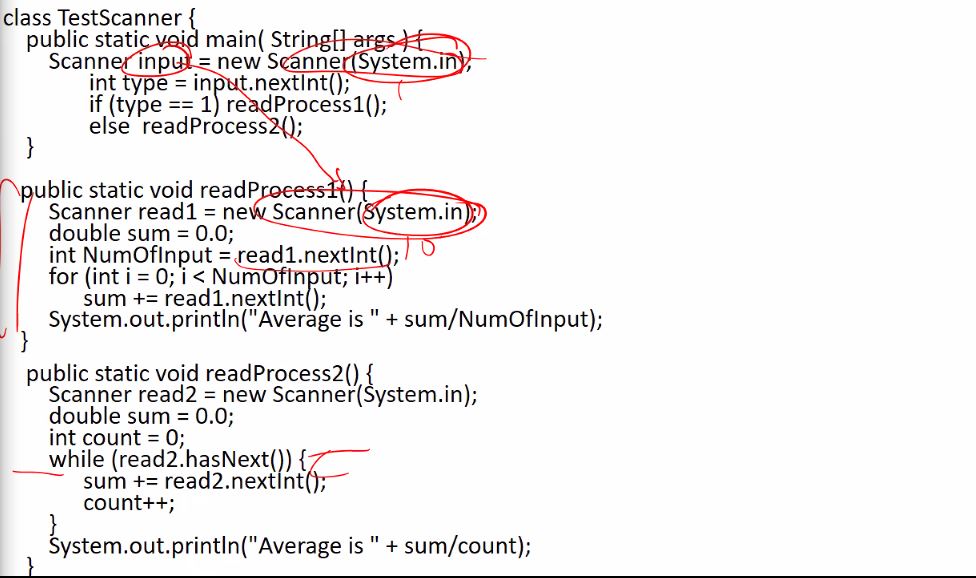 class TestScanner {
public static void main( String[] args ) {
Scanner input = new Scanner(System.in);
int type = input.nextInt();
if (type == 1) readProcess1();
else readProcess2();
}
public static void readProcess1() {
Scanner read1 = new Scanner(System.in);
double sum = 0.0;
int NumOfInput = read1.nextInt();
10
for (int i = 0; i < NumOfInput; i++)
sum += read1.nextInt();
System.out.println("Average is " + sum/NumOfInput);
}
public static void readProcess2() {
Scanner read2 = new Scanner(System.in);
double sum = 0.0;
int count = 0;
while (read2.hasNext()) {
sum += read2.nextInt();
count++;
}
System.out.println("Average is " + sum/count);
}